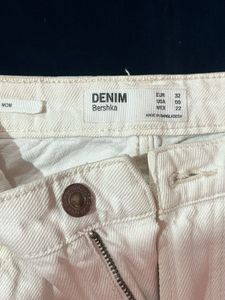 MOM
DENIM
Bershka
EUR 32
USA 00
MEX 22
MADE IN BANGLADESH